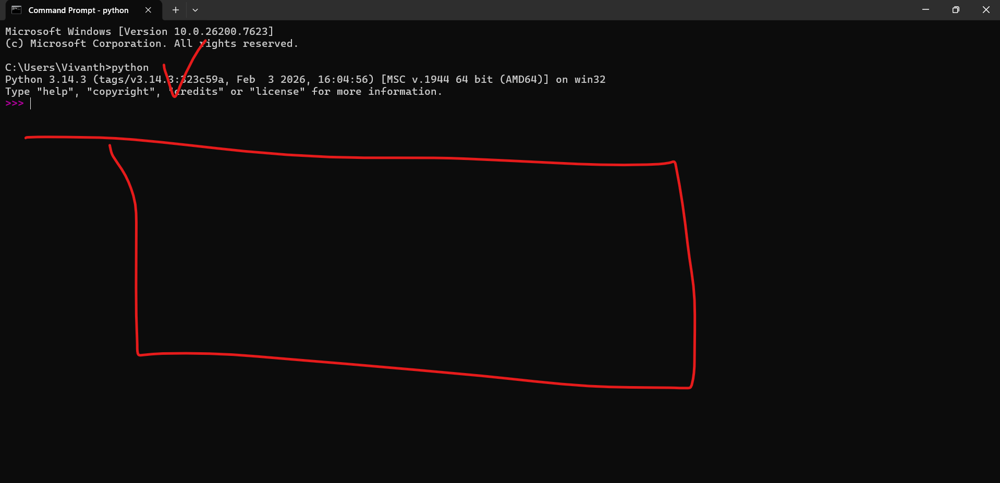 Command Prompt - python
Microsoft Windows [Version 10.0.26200.7623]
(c) Microsoft Corporation. All rights reserved.
C:\Users\Vivanth>python
Python 3.14.3 (tags/v3.14.3:323c59a, Feb  3 2026, 16:04:56) [MSC v.1944 64 bit (AMD64)] on win32
Type "help", "copyright", "credits" or "license" for more information.
>>>